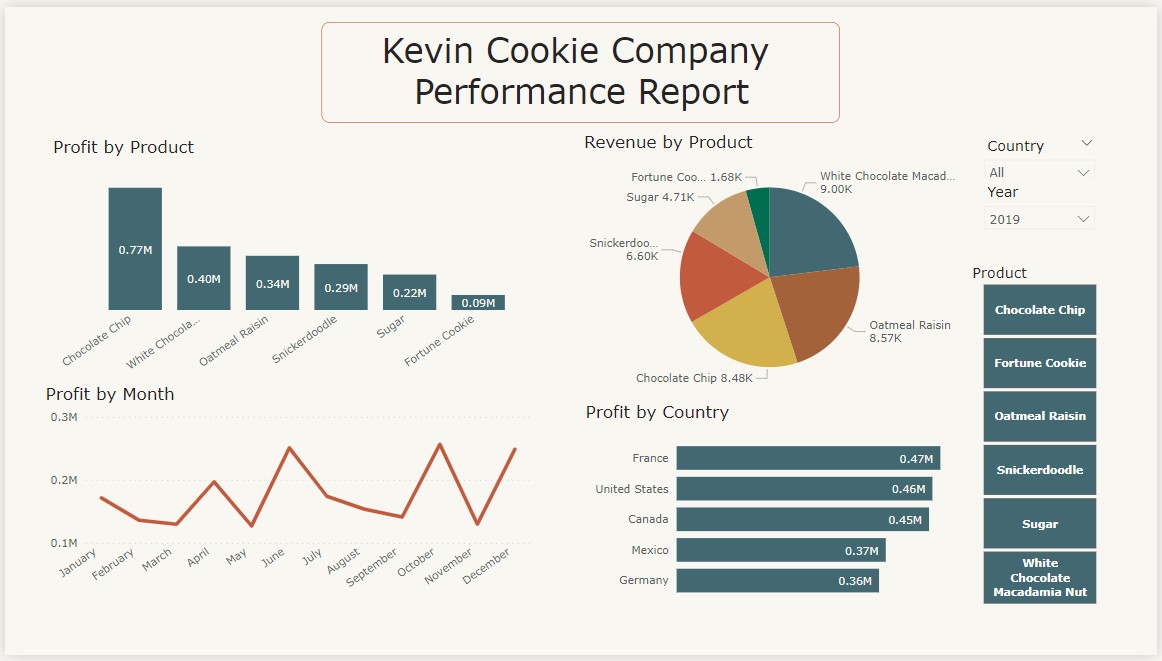 Kevin Cookie Company
Performance Report
Profit by Product
0.77M
0.40M
0.34M
0.29M
0.22M
0.09M
Chocolate Chip
White Chocola...
Oatmeal Raisin
Snickerdoodle
Sugar
Fortune Cookie
Revenue by Product
Fortune Coo... 1.68K
White Chocolate Macad...
9.00K
Sugar 4.71K
Snickerdoo...
6.60K
Oatmeal Raisin
8.57K
Chocolate Chip 8.48K
Country
All
Year
2019
Product
Chocolate Chip
Fortune Cookie
Oatmeal Raisin
Snickerdoodle
Sugar
White
Chocolate
Macadamia Nut
Profit by Month
0.3M
0.2M
0.1M
January
February
March
April
May
June
July
August
September
October
November
December
Profit by Country
France 0.47M
United States 0.46M
Canada 0.45M
Mexico 0.37M
Germany 0.36M